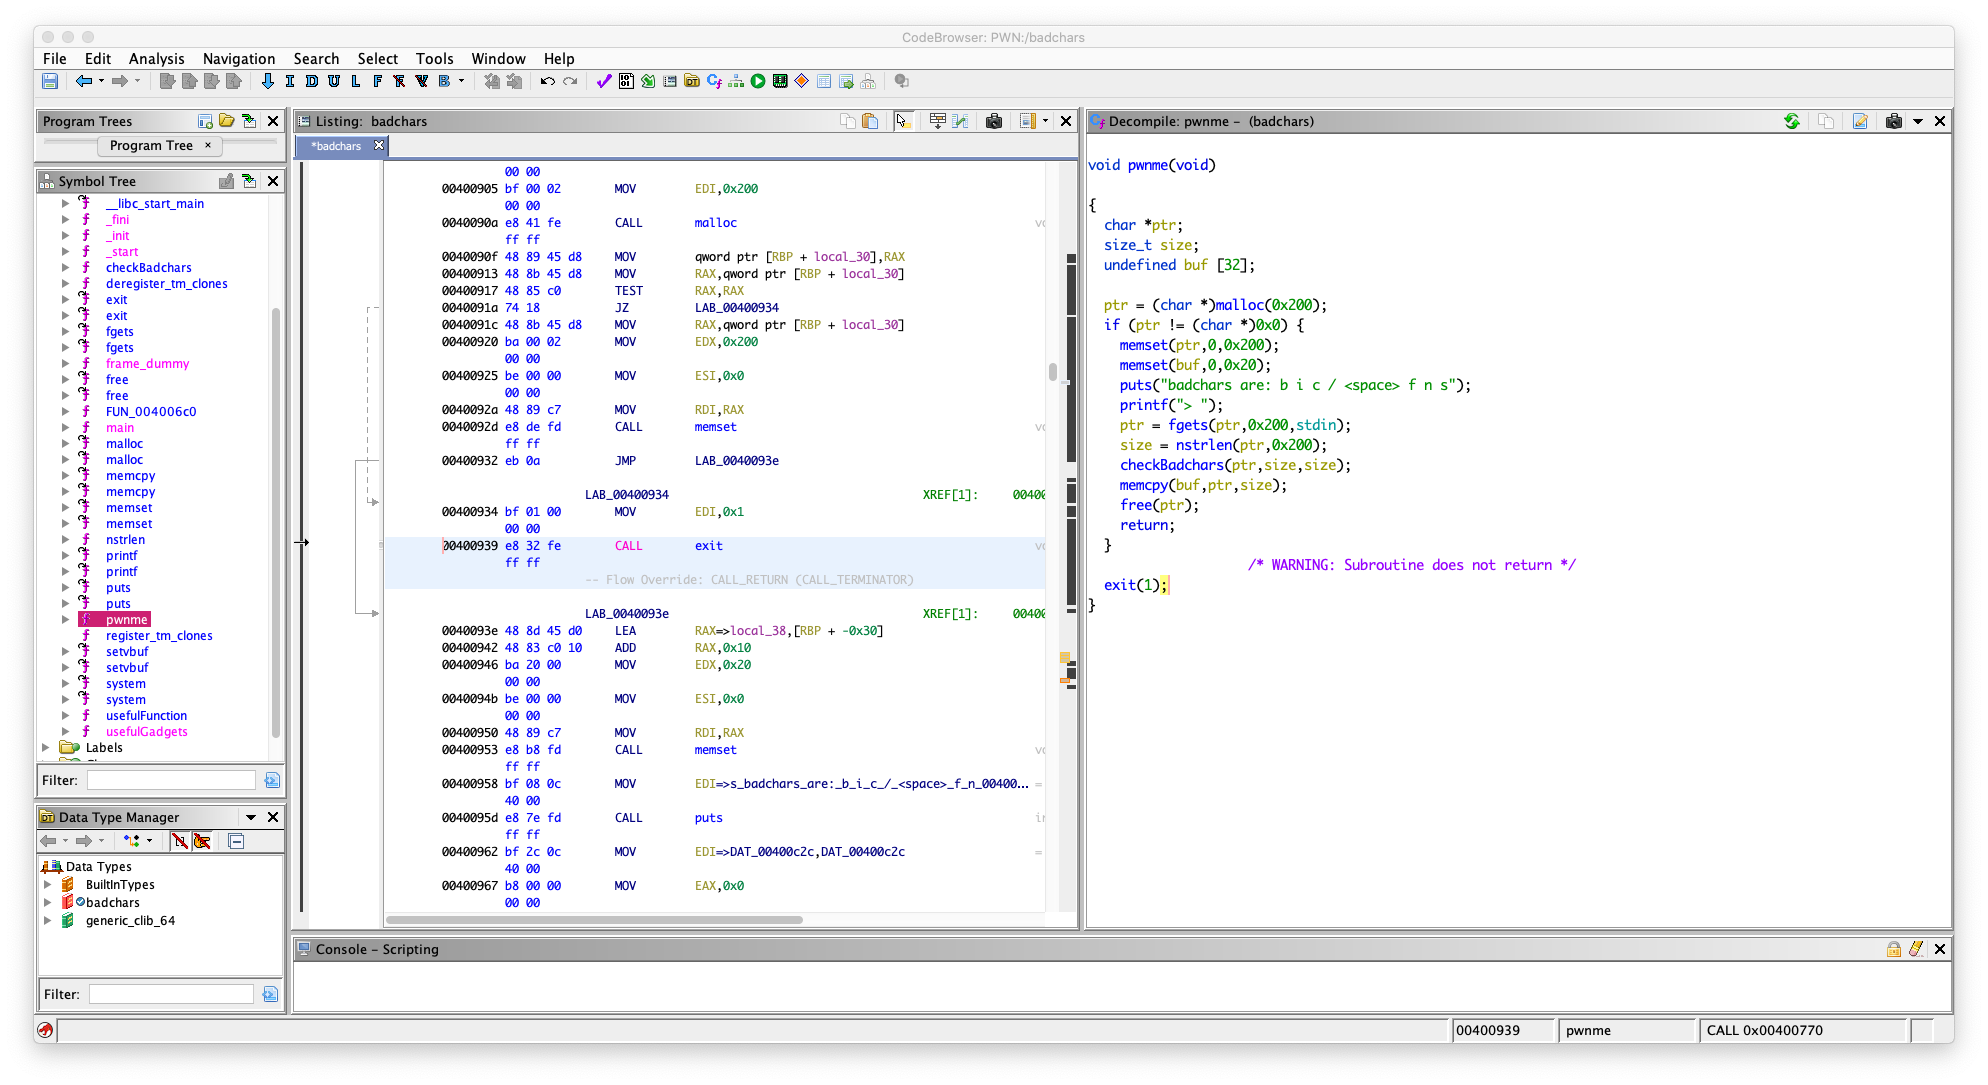 CodeBrowser: PWN:/badchars
File Edit Analysis Navigation Search Select Tools Window Help
I D U L F B
Program Trees
Program Tree ×
Symbol Tree
__libc_start_main
_fini
_init
_start
checkBadchars
deregister_tm_clones
exit
exit
fgets
fgets
frame_dummy
free
free
FUN_004006c0
main
malloc
malloc
memcpy
memcpy
memset
memset
nstrlen
printf
printf
puts
puts
pwnme
register_tm_clones
setvbuf
setvbuf
system
system
usefulFunction
usefulGadgets
Labels
Filter:
Data Type Manager
Data Types
BuiltInTypes
badchars
generic_clib_64
Filter:
Listing: badchars
*badchars
00 00
00400905 bf 00 02 MOV EDI,0x200
00 00
0040090a e8 41 fe CALL malloc
ff ff
0040090f 48 89 45 d8 MOV qword ptr [RBP + local_30],RAX
00400913 48 8b 45 d8 MOV RAX,qword ptr [RBP + local_30]
00400917 48 85 c0 TEST RAX,RAX
0040091a 74 18 JZ LAB_00400934
0040091c 48 8b 45 d8 MOV RAX,qword ptr [RBP + local_30]
00400920 ba 00 02 MOV EDX,0x200
00 00
00400925 be 00 00 MOV ESI,0x0
00 00
0040092a 48 89 c7 MOV RDI,RAX
0040092d e8 de fd CALL memset
ff ff
00400932 eb 0a JMP LAB_0040093e
LAB_00400934 XREF[1]: 00400
00400934 bf 01 00 MOV EDI,0x1
00 00
00400939 e8 32 fe CALL exit
ff ff
-- Flow Override: CALL_RETURN (CALL_TERMINATOR)
LAB_0040093e XREF[1]: 00400
0040093e 48 8d 45 d0 LEA RAX=>local_38,[RBP + -0x30]
00400942 48 83 c0 10 ADD RAX,0x10
00400946 ba 20 00 MOV EDX,0x20
00 00
0040094b be 00 00 MOV ESI,0x0
00 00
00400950 48 89 c7 MOV RDI,RAX
00400953 e8 b8 fd CALL memset
ff ff
00400958 bf 08 0c MOV EDI=>s_badchars_are:_b_i_c_/_<space>_f_n_00400... =
40 00
0040095d e8 7e fd CALL puts
ff ff
00400962 bf 2c 0c MOV EDI=>DAT_00400c2c,DAT_00400c2c =
40 00
00400967 b8 00 00 MOV EAX,0x0
00 00
Decompile: pwnme - (badchars)
void pwnme(void)
{
char *ptr;
size_t size;
undefined buf [32];
ptr = (char *)malloc(0x200);
if (ptr != (char *)0x0) {
memset(ptr,0,0x200);
memset(buf,0,0x20);
puts("badchars are: b i c / <space> f n s");
printf("> ");
ptr = fgets(ptr,0x200,stdin);
size = nstrlen(ptr,0x200);
checkBadchars(ptr,size,size);
memcpy(buf,ptr,size);
free(ptr);
return;
}
/* WARNING: Subroutine does not return */
exit(1);
}
Console - Scripting
00400939 pwnme CALL 0x00400770